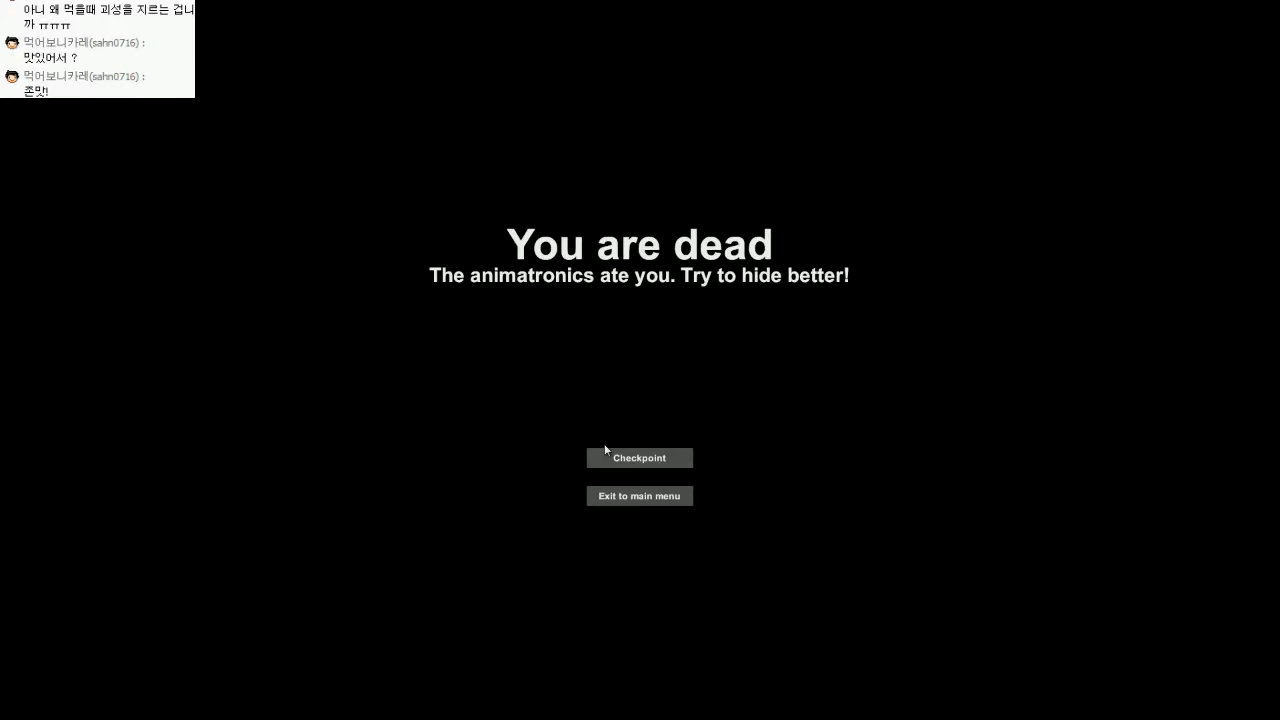 아니 왜 먹을때 괴성을 지르는 겁니
까 ㅠㅠㅠ
먹어보니카레(sahn0716) :
맛있어서 ?
먹어보니카레(sahn0716) :
존맛!
You are dead
The animatronics ate you. Try to hide better!
Checkpoint
Exit to main menu